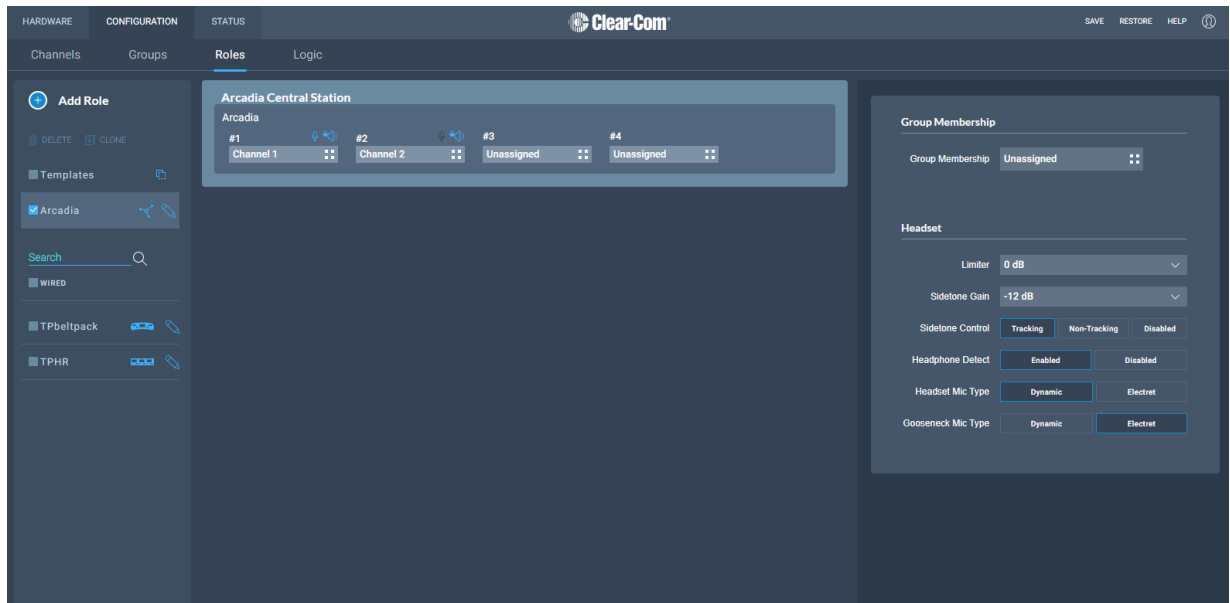 HARDWARE CONFIGURATION STATUS Clear-Com® SAVE RESTORE HELP
Channels Groups Roles Logic
Add Role
DELETE CLONE
Templates
Arcadia
Search
WIRED
TPbeltpack
TPHR
Arcadia Central Station
Arcadia
#1 #2 #3 #4
Channel 1 Channel 2 Unassigned Unassigned
Group Membership
Group Membership Unassigned
Headset
Limiter 0 dB
Sidetone Gain -12 dB
Sidetone Control Tracking Non-Tracking Disabled
Headphone Detect Enabled Disabled
Headset Mic Type Dynamic Electret
Gooseneck Mic Type Dynamic Electret